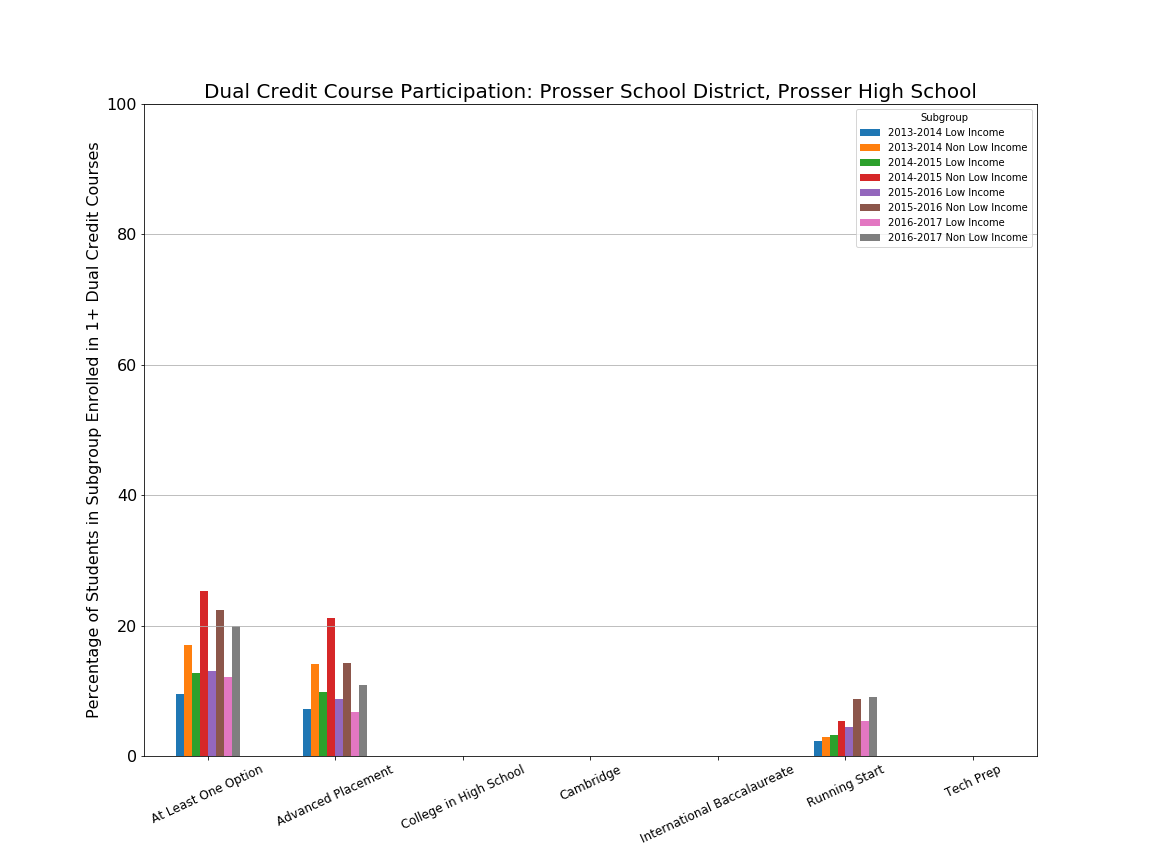 Dual Credit Course Participation: Prosser School District, Prosser High School
Percentage of Students in Subgroup Enrolled in 1+ Dual Credit Courses
100
80
60
40
20
0
Subgroup
2013-2014 Low Income
2013-2014 Non Low Income
2014-2015 Low Income
2014-2015 Non Low Income
2015-2016 Low Income
2015-2016 Non Low Income
2016-2017 Low Income
2016-2017 Non Low Income
At Least One Option
Advanced Placement
College in High School
Cambridge
International Baccalaureate
Running Start
Tech Prep